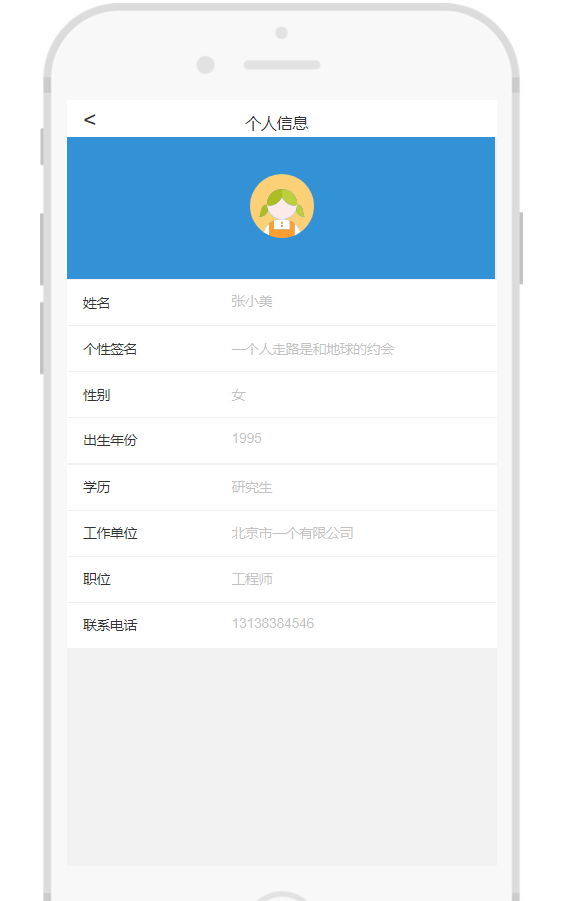 <
个人信息
姓名 张小美
个性签名 一个人走路是和地球的约会
性别 女
出生年份 1995
学历 研究生
工作单位 北京市一个有限公司
职位 工程师
联系电话 13138384546